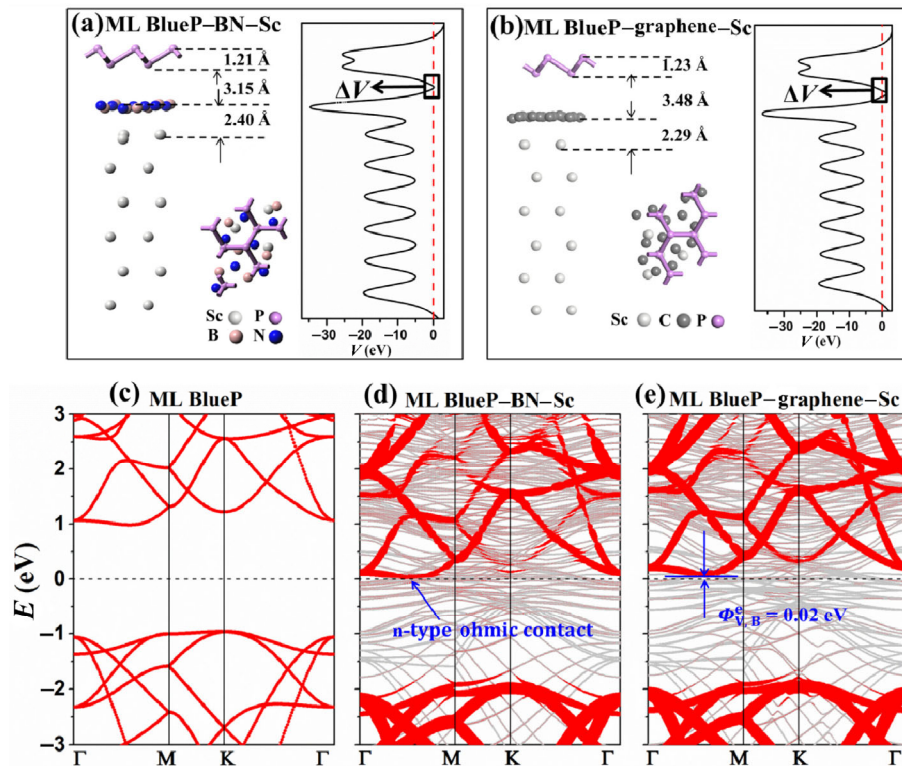 (a) ML BlueP–BN–Sc
1.21 Å
3.15 Å
2.40 Å
ΔV
Sc P
B N
−30 −20 −10 0
V (eV)
(b) ML BlueP–graphene–Sc
1.23 Å
3.48 Å
2.29 Å
ΔV
Sc C P
−30 −20 −10 0
V (eV)
(c) ML BlueP
(d) ML BlueP–BN–Sc
(e) ML BlueP–graphene–Sc
E (eV)
3
2
1
0
−1
−2
−3
n-type ohmic contact
Φ^e_V, B = 0.02 eV
Γ M K Γ
Γ M K Γ
Γ M K Γ